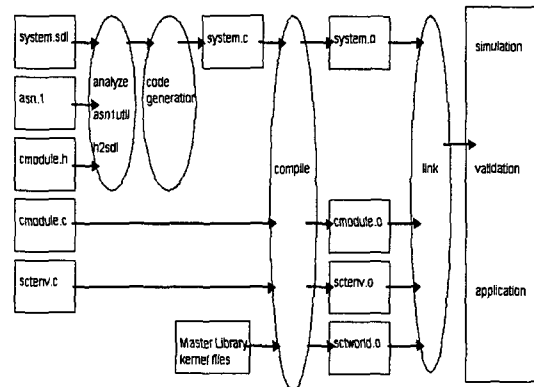 system.sdl
system.c
system.o
simulation
analyze
code
generation
asn.1
asn1util
cmodule.h
h2sdl
compile
link
validation
cmodule.c
cmodule.o
sctenv.c
sctenv.o
application
Master Library
kernel files
sctworld.o